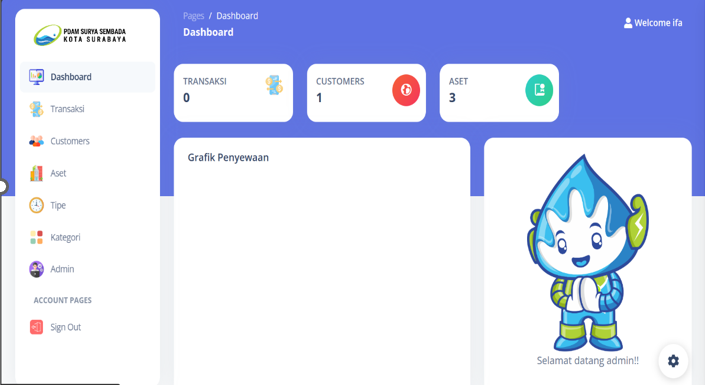 PDAM SURYA SEMBADA
KOTA SURABAYA
Dashboard
Transaksi
Customers
Aset
Tipe
Kategori
Admin
ACCOUNT PAGES
Sign Out
Pages / Dashboard
Dashboard
Welcome ifa
TRANSAKSI
0
CUSTOMERS
1
ASET
3
Grafik Penyewaan
Selamat datang admin!!